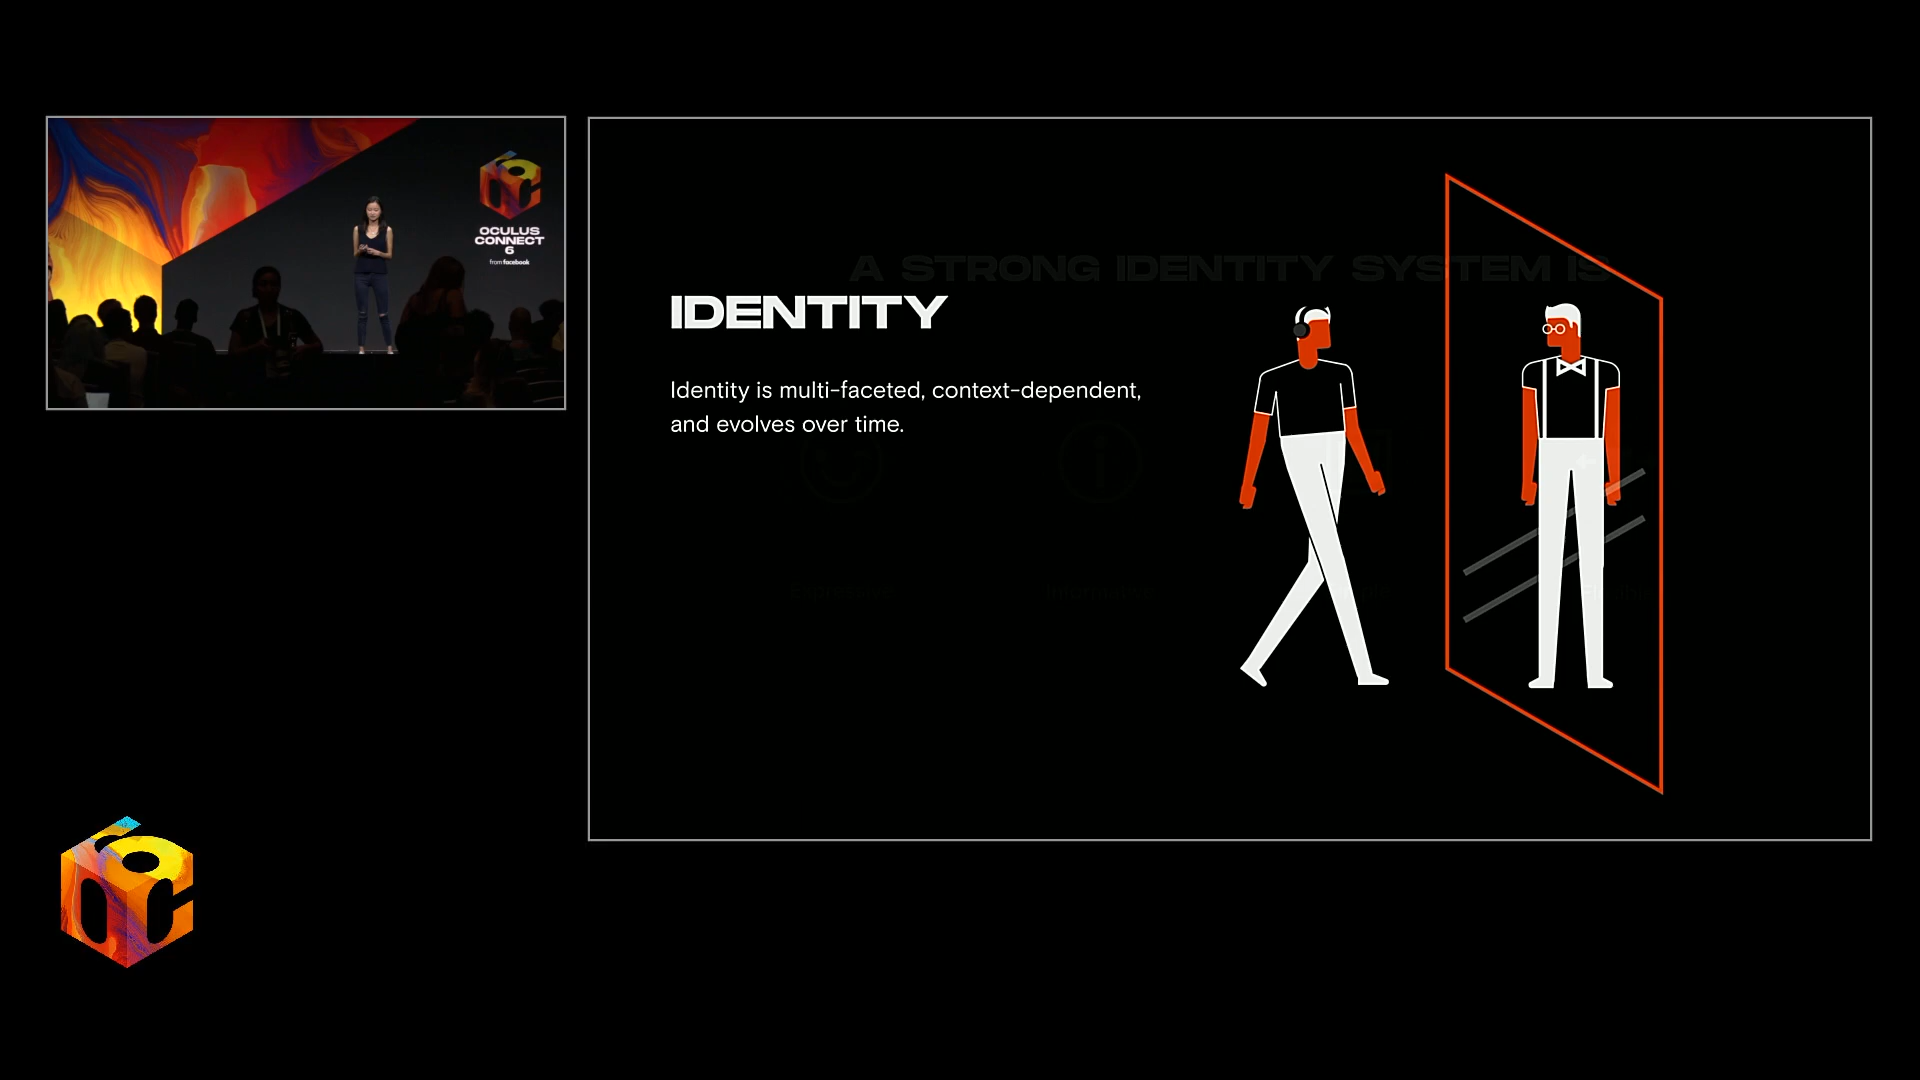 OCULUS
CONNECT
6
from facebook
A STRONG IDENTITY SYSTEM IS
IDENTITY
Identity is multi-faceted, context-dependent,
and evolves over time.